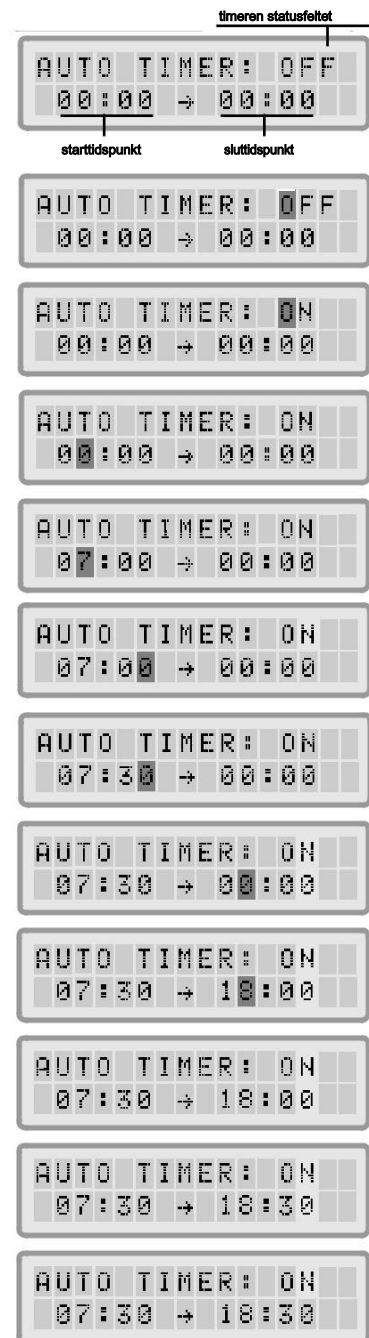 timeren statusfeltet
AUTO TIMER: OFF
00:00 → 00:00
starttidspunkt sluttidspunkt
AUTO TIMER: OFF
00:00 → 00:00
AUTO TIMER: ON
00:00 → 00:00
AUTO TIMER: ON
00:00 → 00:00
AUTO TIMER: ON
07:00 → 00:00
AUTO TIMER: ON
07:00 → 00:00
AUTO TIMER: ON
07:30 → 00:00
AUTO TIMER: ON
07:30 → 00:00
AUTO TIMER: ON
07:30 → 18:00
AUTO TIMER: ON
07:30 → 18:00
AUTO TIMER: ON
07:30 → 18:30
AUTO TIMER: ON
07:30 → 18:30